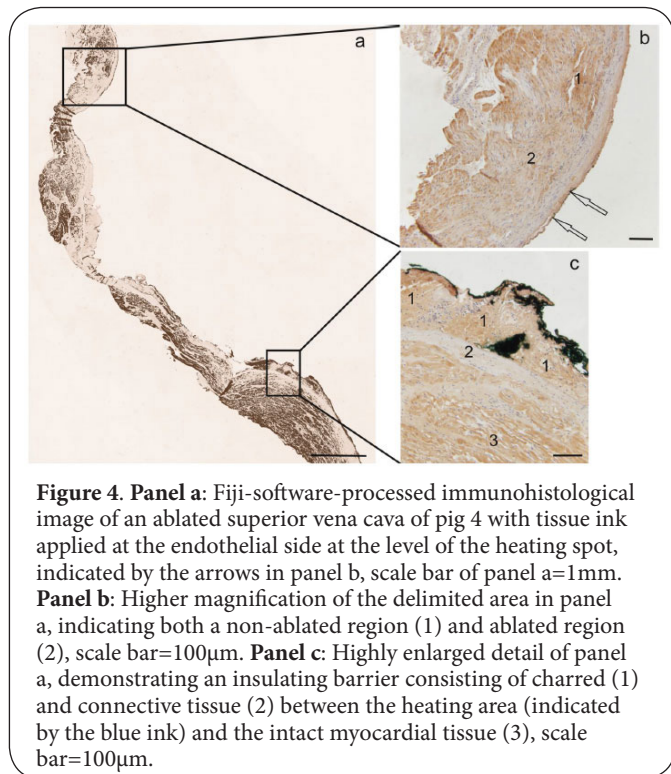 a
b
1
2
c
1
1
2
1
3
Figure 4. Panel a: Fiji-software-processed immunohistological
image of an ablated superior vena cava of pig 4 with tissue ink
applied at the endothelial side at the level of the heating spot,
indicated by the arrows in panel b, scale bar of panel a=1mm.
Panel b: Higher magnification of the delimited area in panel
a, indicating both a non-ablated region (1) and ablated region
(2), scale bar=100μm. Panel c: Highly enlarged detail of panel
a, demonstrating an insulating barrier consisting of charred (1)
and connective tissue (2) between the heating area (indicated
by the blue ink) and the intact myocardial tissue (3), scale
bar=100μm.